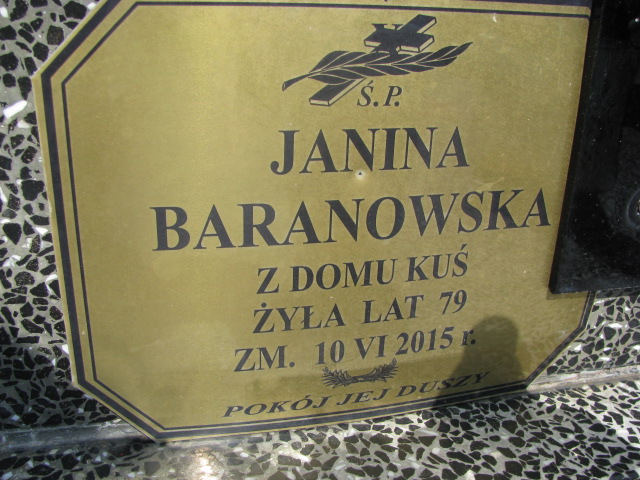 Ś.P.
JANINA
BARANOWSKA
Z DOMU KUŚ
ŻYŁA LAT 79
ZM. 10 VI 2015 r.
POKÓJ JEJ DUSZY